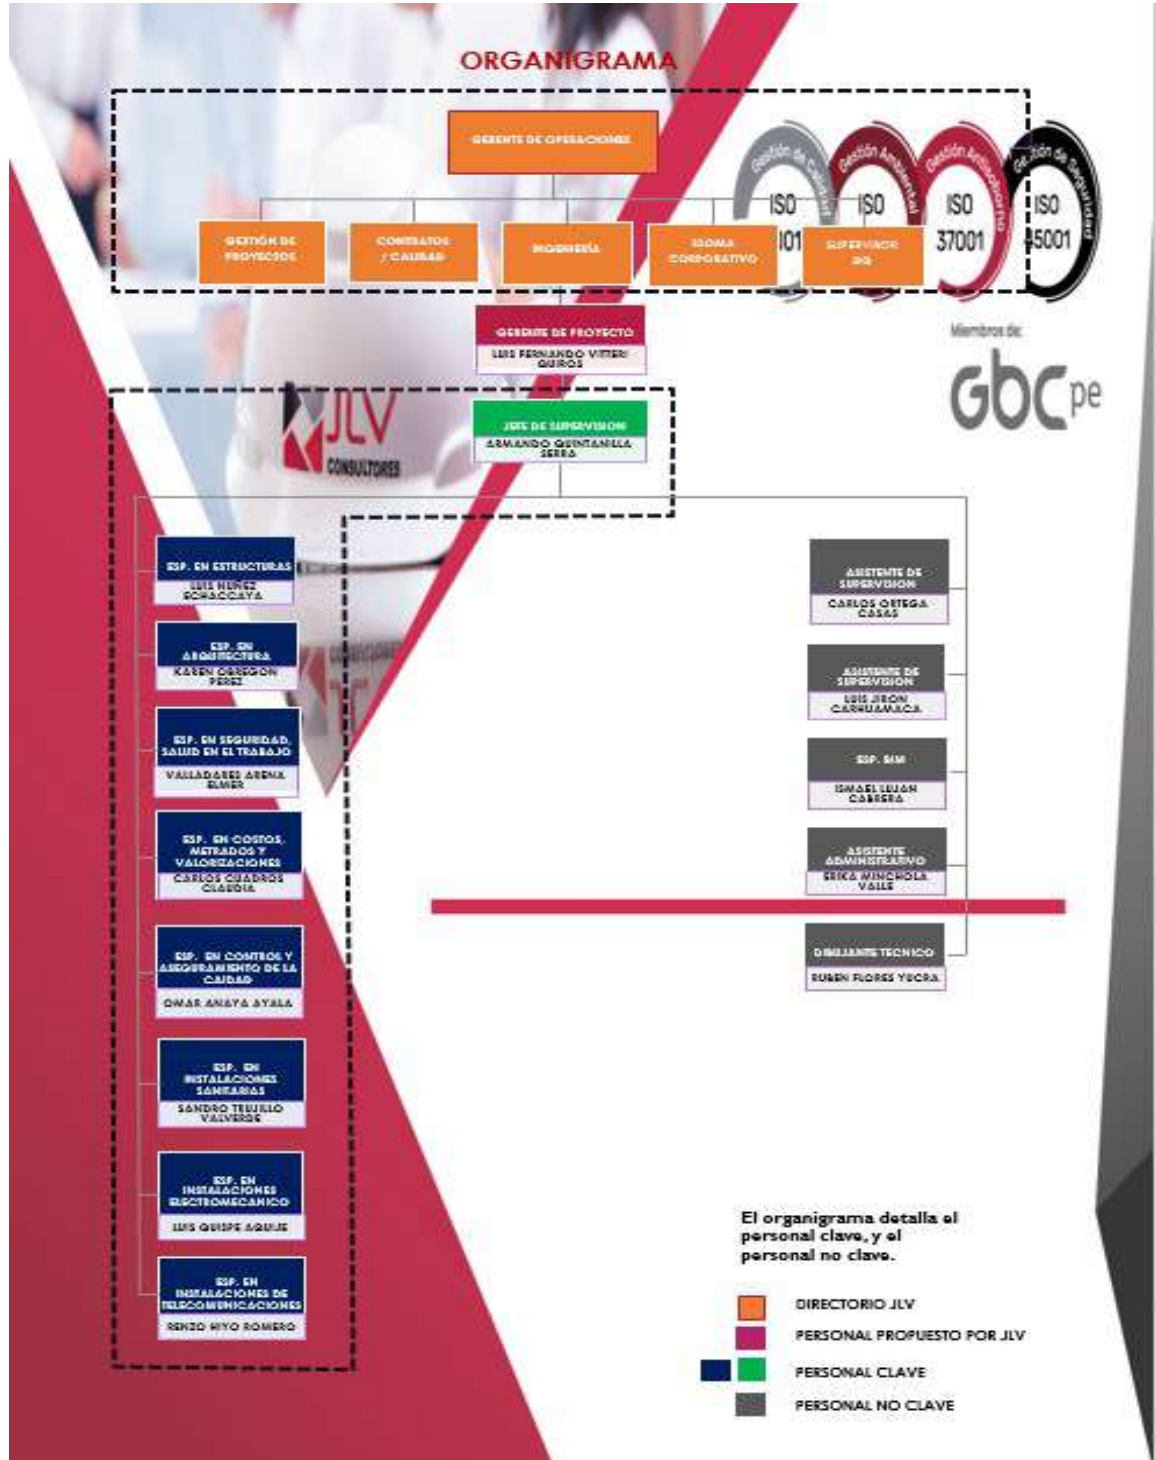 ORGANIGRAMA
GERENTE DE OPERACIONES
Gestión de Calidad
ISO
Gestión Ambiental
ISO
Gestión Antisoborno
ISO
37001
Gestión de Seguridad
ISO
45001
GESTIÓN DE
PROYECTOS
CONTRATOS
/ CALIDAD
INGENIERÍA
SSOMA
CORPORATIVO
SUPERVISOR
Miembros de:
GBC pe
GERENTE DE PROYECTO
LUIS FERNANDO VITTERI
QUIROS
JLV
CONSULTORES
JEFE DE SUPERVISION
ARMANDO QUINTANILLA
SERRA
ESP. EN ESTRUCTURAS
LUIS NUÑEZ
ECHACCAYA
ESP. EN
ARQUITECTURA
KAREN OBREGON
PEREZ
ESP. EN SEGURIDAD,
SALUD EN EL TRABAJO
VALLADARES ARENA
ELMER
ESP. EN COSTOS,
METRADOS Y
VALORIZACIONES
CARLOS CUADROS
CLAUDIA
ESP. EN CONTROL Y
ASEGURAMIENTO DE LA
CAIDAD
OMAR ANAYA AYALA
ESP. EN
INSTALACIONES
SANITARIAS
SANDRO TRUJILLO
VALVERDE
ESP. EN
INSTALACIONES
ELECTROMECANICO
LUIS QUISPE AQUIJE
ESP. EN
INSTALACIONES DE
TELECOMUNICACIONES
RENZO HIYO ROMERO
ASISTENTE DE
SUPERVISION
CARLOS ORTEGA
CASAS
ASISTENTE DE
SUPERVISION
LUIS JIRON
CARHUAMACA
ESP. BIM
ISMAEL LUJAN
CABRERA
ASISTENTE
ADMINISTRATIVO
ERIKA MINCHOLA
VALLE
DIBUJANTE TECNICO
RUBEN FLORES YUCRA
El organigrama detalla el
personal clave, y el
personal no clave.
DIRECTORIO JLV
PERSONAL PROPUESTO POR JLV
PERSONAL CLAVE
PERSONAL NO CLAVE